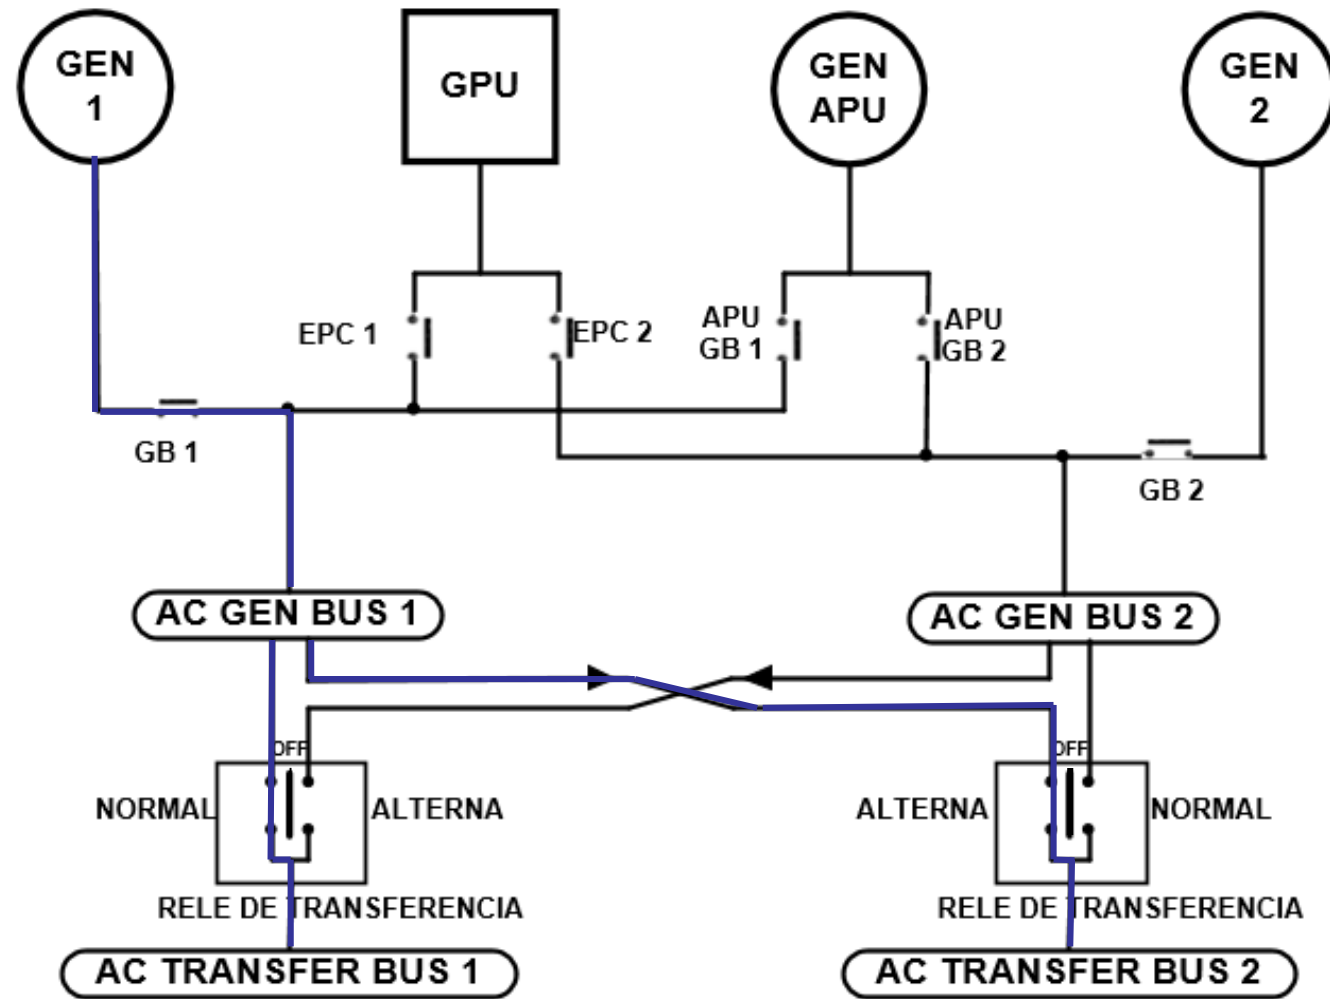 GEN
1
GPU
GEN
APU
GEN
2
EPC 1
EPC 2
APU
GB 1
APU
GB 2
GB 1
GB 2
AC GEN BUS 1
AC GEN BUS 2
OFF
NORMAL
ALTERNA
RELE DE TRANSFERENCIA
OFF
ALTERNA
NORMAL
RELE DE TRANSFERENCIA
AC TRANSFER BUS 1
AC TRANSFER BUS 2